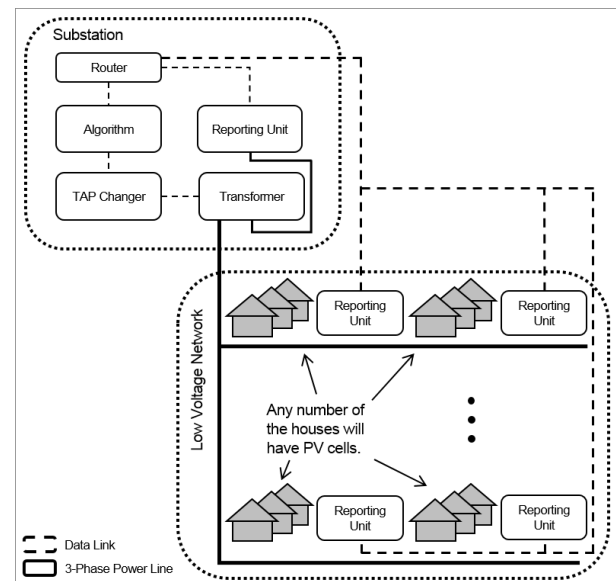 Substation
Router
Algorithm
Reporting Unit
TAP Changer
Transformer
Low Voltage Network
Reporting
Unit
Reporting
Unit
Any number of
the houses will
have PV cells.
Reporting
Unit
Reporting
Unit
Data Link
3-Phase Power Line